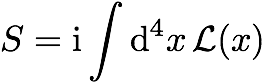 S = i ∫ d⁴x ℒ(x)